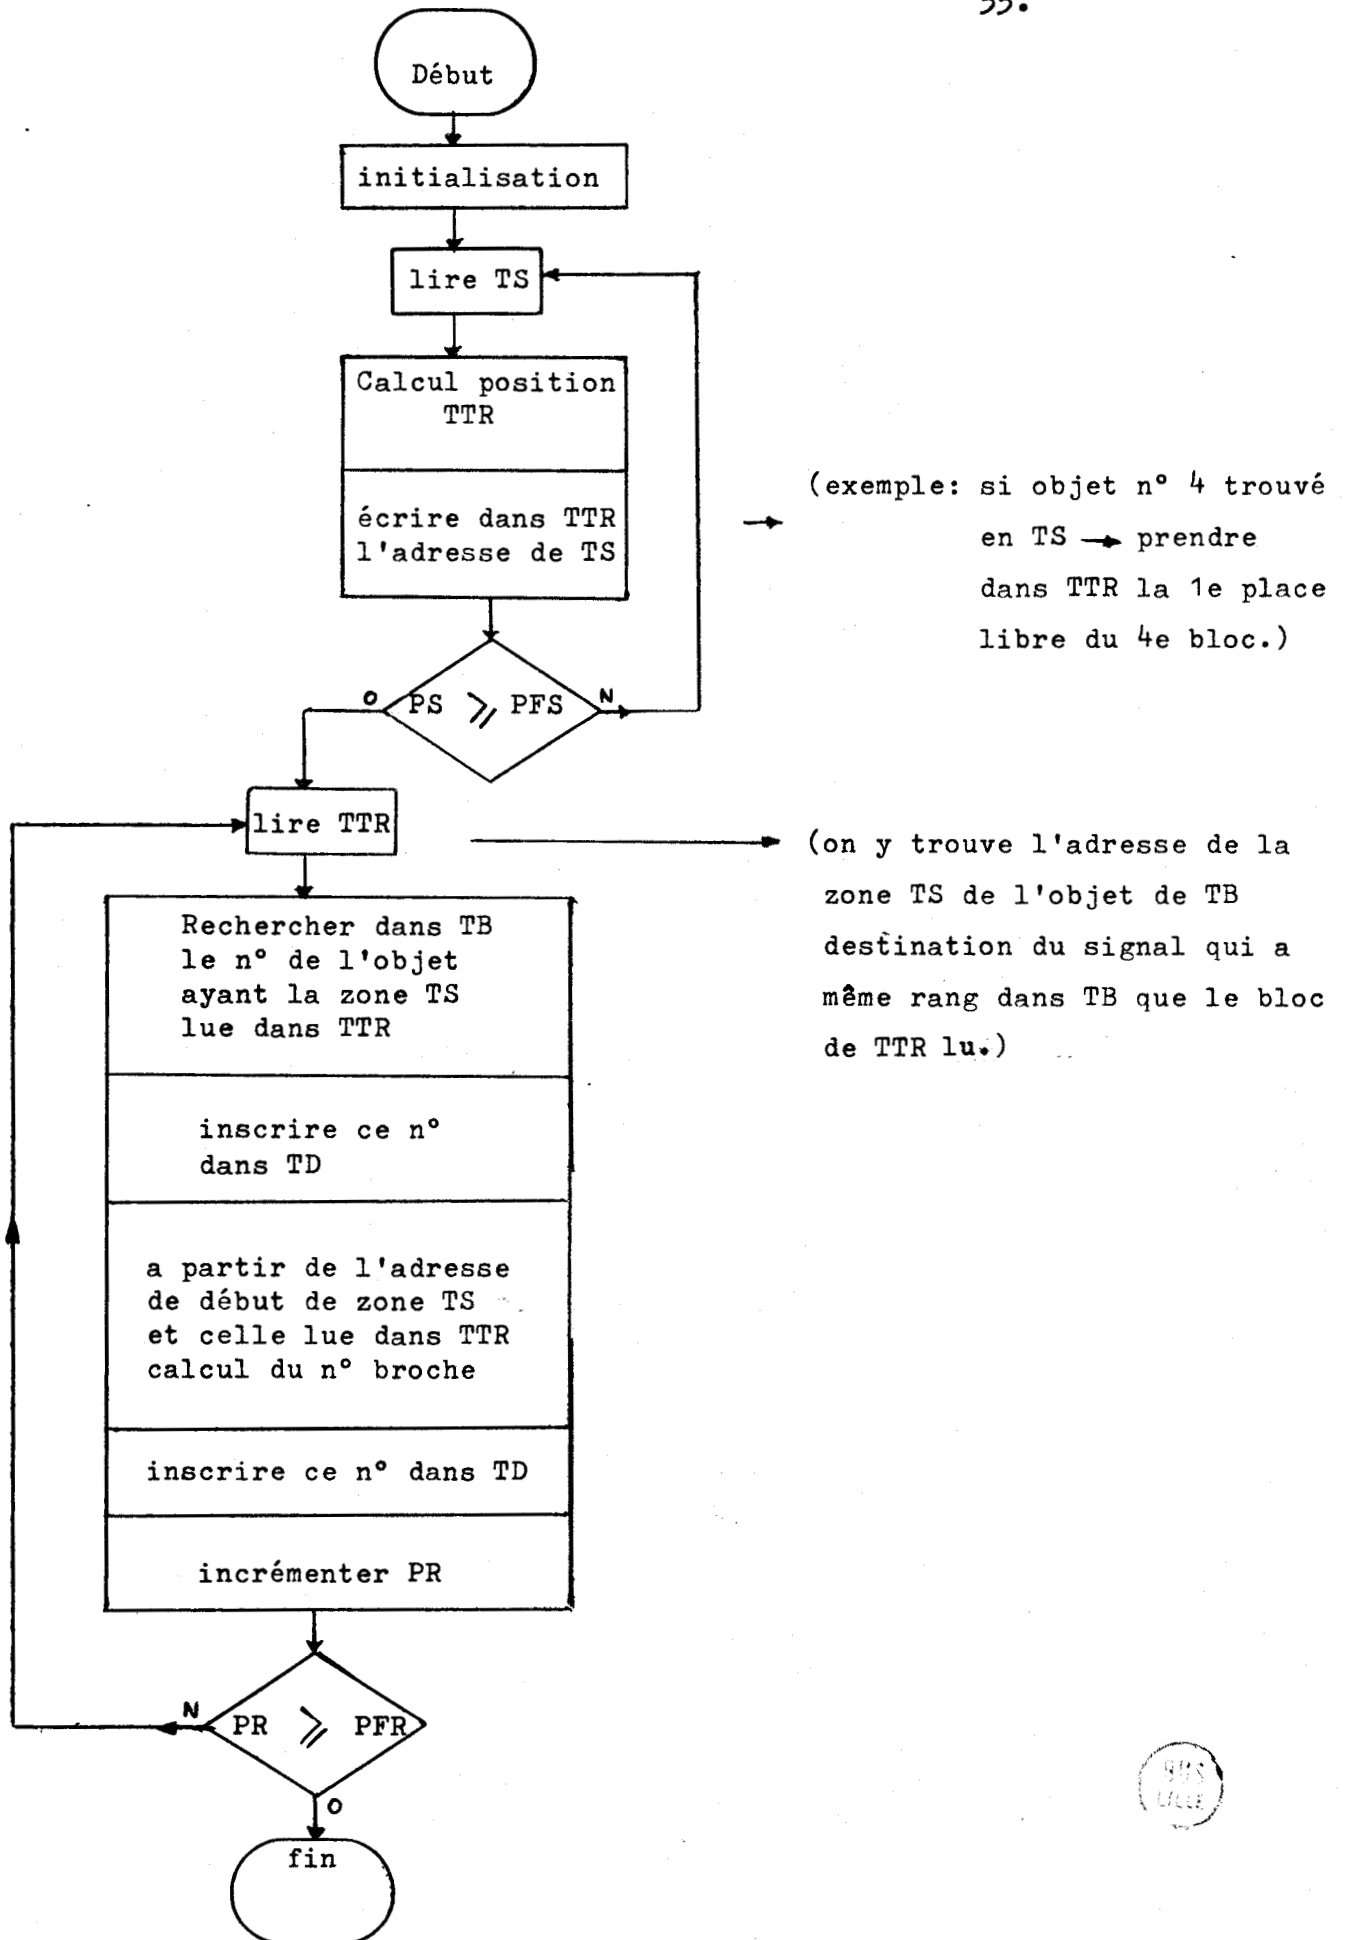 Début
initialisation
lire TS
Calcul position
TTR
écrire dans TTR
l'adresse de TS
(exemple: si objet n° 4 trouvé
en TS → prendre
dans TTR la 1e place
libre du 4e bloc.)
O PS ⩾ PFS N
lire TTR
(on y trouve l'adresse de la
zone TS de l'objet de TB
destination du signal qui a
même rang dans TB que le bloc
de TTR lu.)
Rechercher dans TB
le n° de l'objet
ayant la zone TS
lue dans TTR
inscrire ce n°
dans TD
a partir de l'adresse
de début de zone TS
et celle lue dans TTR
calcul du n° broche
inscrire ce n° dans TD
incrémenter PR
N PR ⩾ PFR
O
fin
BUS
LILLE